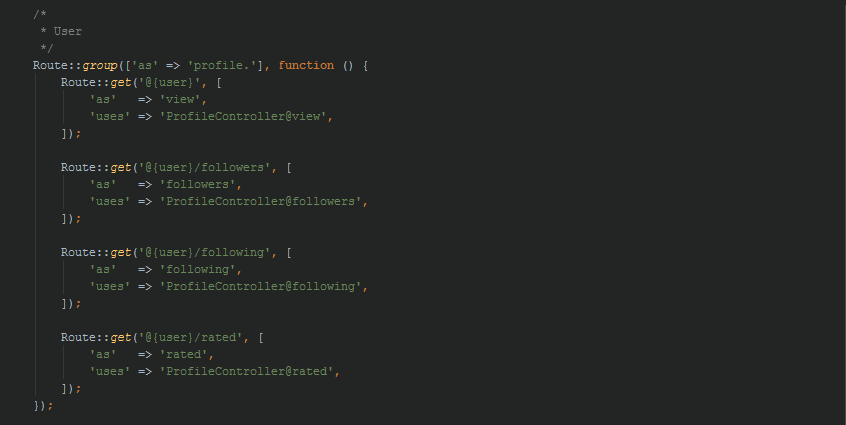 /*
 * User
 */
Route::group(['as' => 'profile.'], function () {
    Route::get('@{user}', [
        'as'   => 'view',
        'uses' => 'ProfileController@view',
    ]);

    Route::get('@{user}/followers', [
        'as'   => 'followers',
        'uses' => 'ProfileController@followers',
    ]);

    Route::get('@{user}/following', [
        'as'   => 'following',
        'uses' => 'ProfileController@following',
    ]);

    Route::get('@{user}/rated', [
        'as'   => 'rated',
        'uses' => 'ProfileController@rated',
    ]);
});